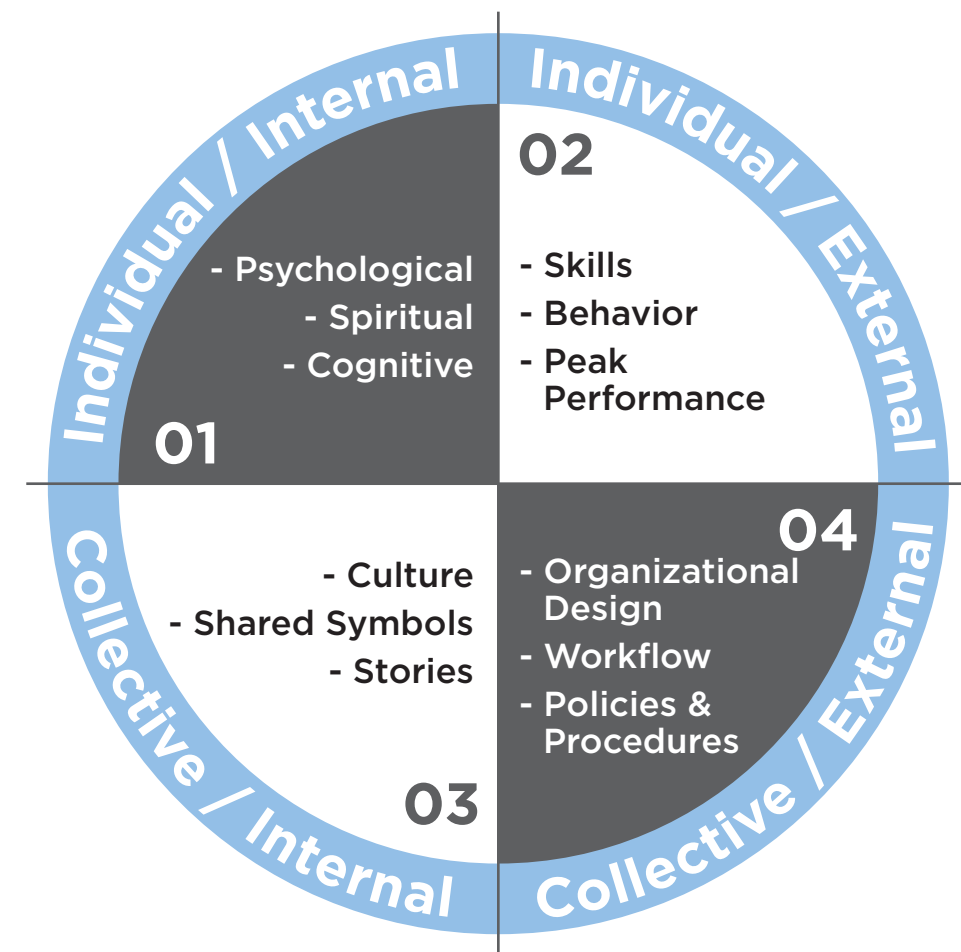 Individual / Internal
- Psychological
- Spiritual
- Cognitive
01
Individual / External
02
- Skills
- Behavior
- Peak
Performance
Collective / Internal
- Culture
- Shared Symbols
- Stories
03
Collective / External
04
- Organizational
Design
- Workflow
- Policies &
Procedures